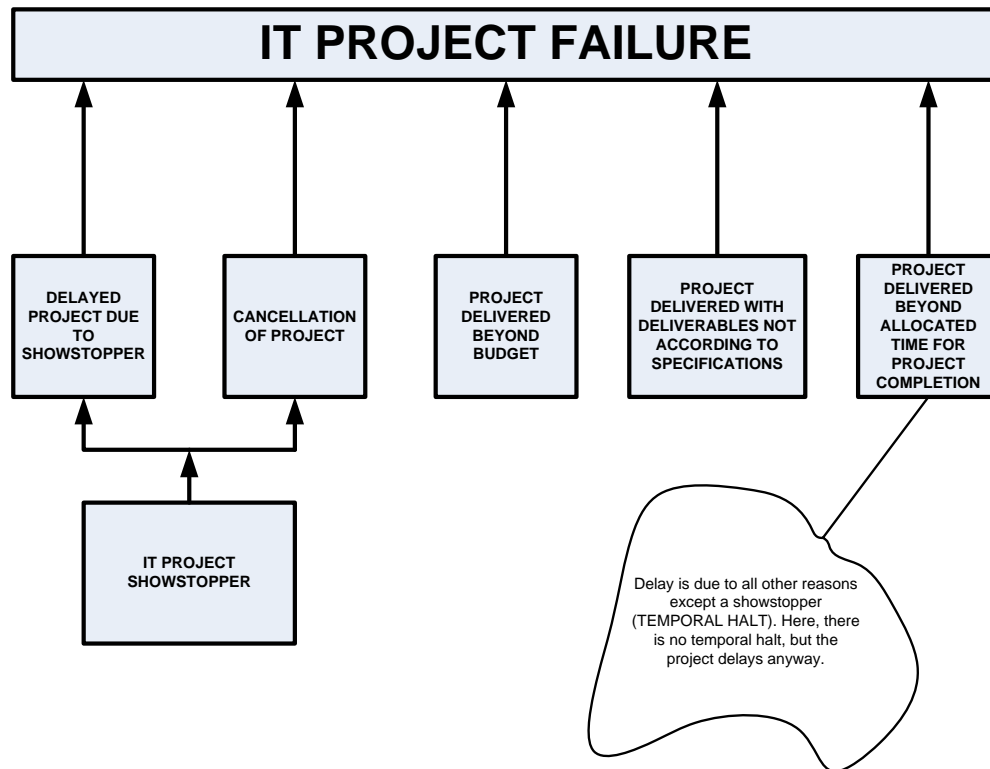 IT PROJECT FAILURE
DELAYED
PROJECT DUE
TO
SHOWSTOPPER
CANCELLATION
OF PROJECT
PROJECT
DELIVERED
BEYOND
BUDGET
PROJECT
DELIVERED WITH
DELIVERABLES NOT
ACCORDING TO
SPECIFICATIONS
PROJECT
DELIVERED
BEYOND
ALLOCATED
TIME FOR
PROJECT
COMPLETION
IT PROJECT
SHOWSTOPPER
Delay is due to all other reasons
except a showstopper
(TEMPORAL HALT). Here, there
is no temporal halt, but the
project delays anyway.